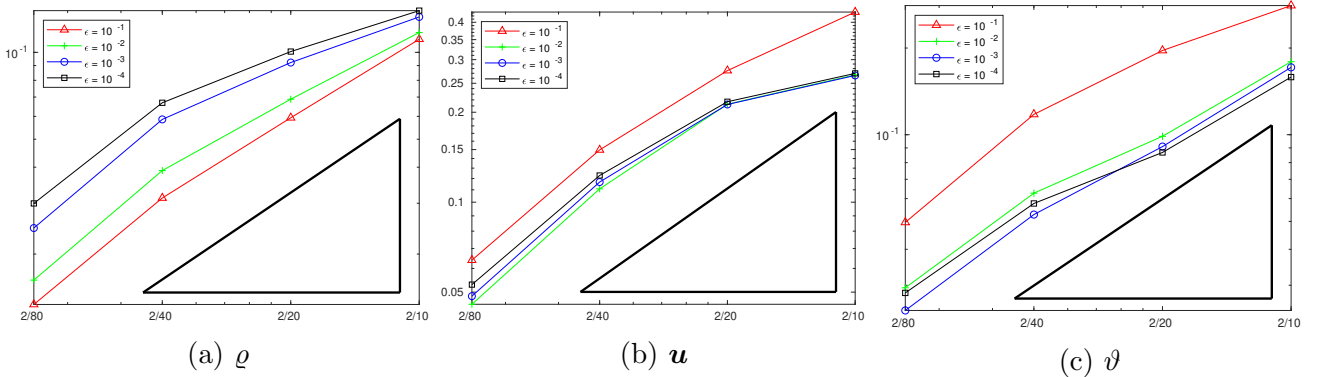 10^-1
ϵ = 10^-1
ϵ = 10^-2
ϵ = 10^-3
ϵ = 10^-4
2/80 2/40 2/20 2/10
(a) ϱ
0.4
0.35
0.3
0.25
0.2
0.15
0.1
0.05
ϵ = 10^-1
ϵ = 10^-2
ϵ = 10^-3
ϵ = 10^-4
2/80 2/40 2/20 2/10
(b) u
10^-1
ϵ = 10^-1
ϵ = 10^-2
ϵ = 10^-3
ϵ = 10^-4
2/80 2/40 2/20 2/10
(c) ϑ